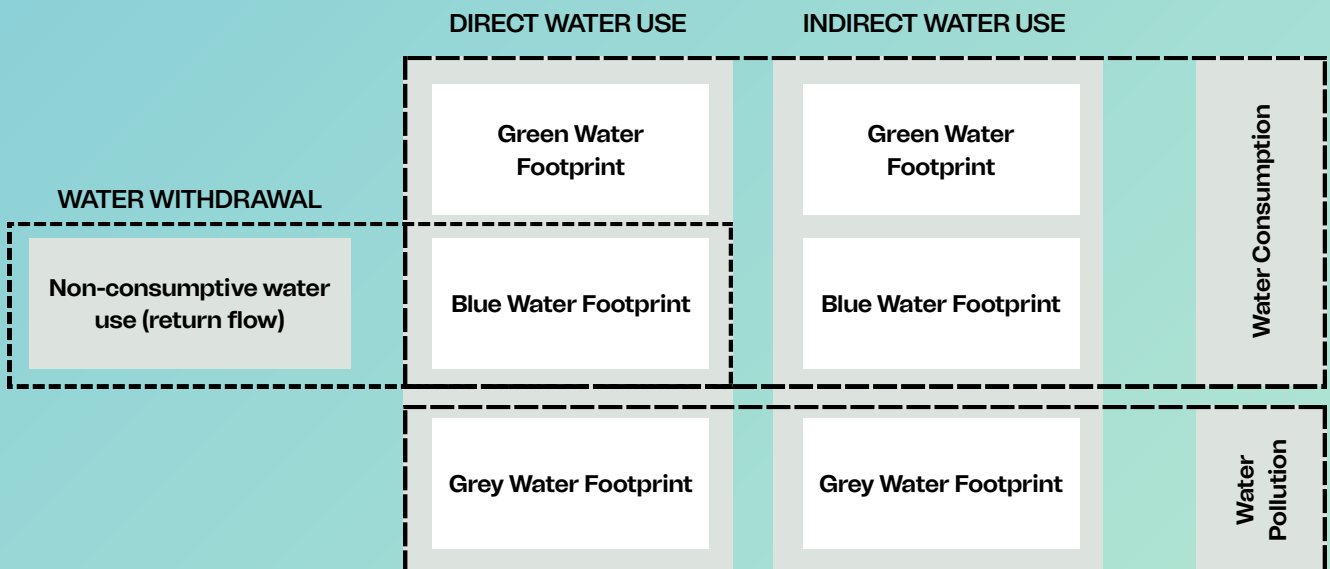 DIRECT WATER USE
INDIRECT WATER USE
Green Water
Footprint
Green Water
Footprint
Water Consumption
WATER WITHDRAWAL
Non-consumptive water
use (return flow)
Blue Water Footprint
Blue Water Footprint
Grey Water Footprint
Grey Water Footprint
Water
Pollution